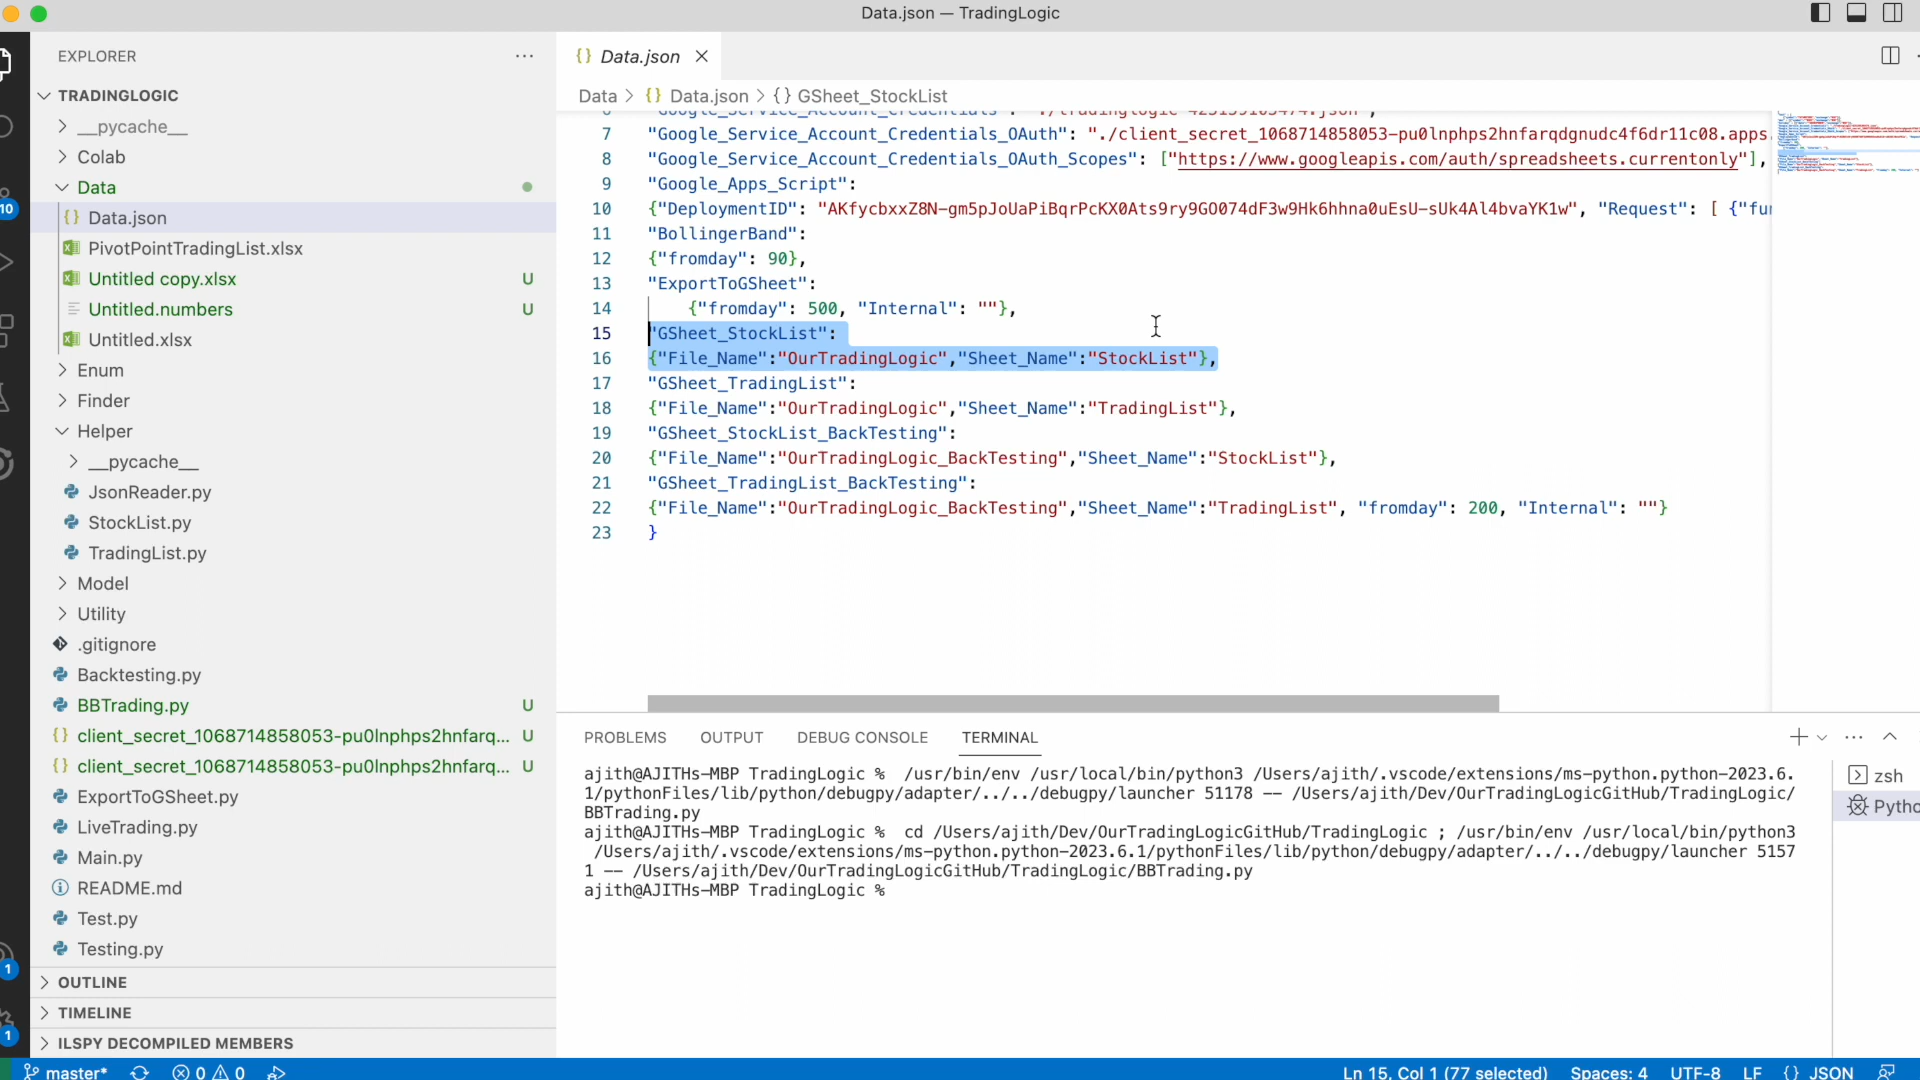 Data.json — TradingLogic
EXPLORER
TRADINGLOGIC
__pycache__
Colab
Data
Data.json
PivotPointTradingList.xlsx
Untitled copy.xlsx U
Untitled.numbers U
Untitled.xlsx
Enum
Finder
Helper
__pycache__
JsonReader.py
StockList.py
TradingList.py
Model
Utility
.gitignore
Backtesting.py
BBTrading.py U
client_secret_1068714858053-pu0lnphps2hnfarq... U
client_secret_1068714858053-pu0lnphps2hnfarq... U
ExportToGSheet.py
LiveTrading.py
Main.py
README.md
Test.py
Testing.py
OUTLINE
TIMELINE
ILSPY DECOMPILED MEMBERS
10
1
1
Data.json
Data > {} Data.json > {} GSheet_StockList
7 "Google_Service_Account_Credentials_OAuth": "./client_secret_1068714858053-pu0lnphps2hnfarqdgnudc4f6dr11c08.apps.
8 "Google_Service_Account_Credentials_OAuth_Scopes": ["https://www.googleapis.com/auth/spreadsheets.currentonly"],
9 "Google_Apps_Script":
10 {"DeploymentID": "AKfycbxxZ8N-gm5pJoUaPiBqrPcKX0Ats9ry9GO074dF3w9Hk6hhna0uEsU-sUk4Al4bvaYK1w", "Request": [ {"fu
11 "BollingerBand":
12 {"fromday": 90},
13 "ExportToGSheet":
14 {"fromday": 500, "Internal": ""},
15 "GSheet_StockList":
16 {"File_Name":"OurTradingLogic","Sheet_Name":"StockList"},
17 "GSheet_TradingList":
18 {"File_Name":"OurTradingLogic","Sheet_Name":"TradingList"},
19 "GSheet_StockList_BackTesting":
20 {"File_Name":"OurTradingLogic_BackTesting","Sheet_Name":"StockList"},
21 "GSheet_TradingList_BackTesting":
22 {"File_Name":"OurTradingLogic_BackTesting","Sheet_Name":"TradingList", "fromday": 200, "Internal": ""}
23 }
PROBLEMS OUTPUT DEBUG CONSOLE TERMINAL
ajith@AJITHs-MBP TradingLogic % /usr/bin/env /usr/local/bin/python3 /Users/ajith/.vscode/extensions/ms-python.python-2023.6.
1/pythonFiles/lib/python/debugpy/adapter/../../debugpy/launcher 51178 -- /Users/ajith/Dev/OurTradingLogicGitHub/TradingLogic/
BBTrading.py
ajith@AJITHs-MBP TradingLogic % cd /Users/ajith/Dev/OurTradingLogicGitHub/TradingLogic ; /usr/bin/env /usr/local/bin/python3
/Users/ajith/.vscode/extensions/ms-python.python-2023.6.1/pythonFiles/lib/python/debugpy/adapter/../../debugpy/launcher 5157
1 -- /Users/ajith/Dev/OurTradingLogicGitHub/TradingLogic/BBTrading.py
ajith@AJITHs-MBP TradingLogic %
zsh
Pytho
master* 0 0 Ln 15, Col 1 (77 selected) Spaces: 4 UTF-8 LF {} JSON